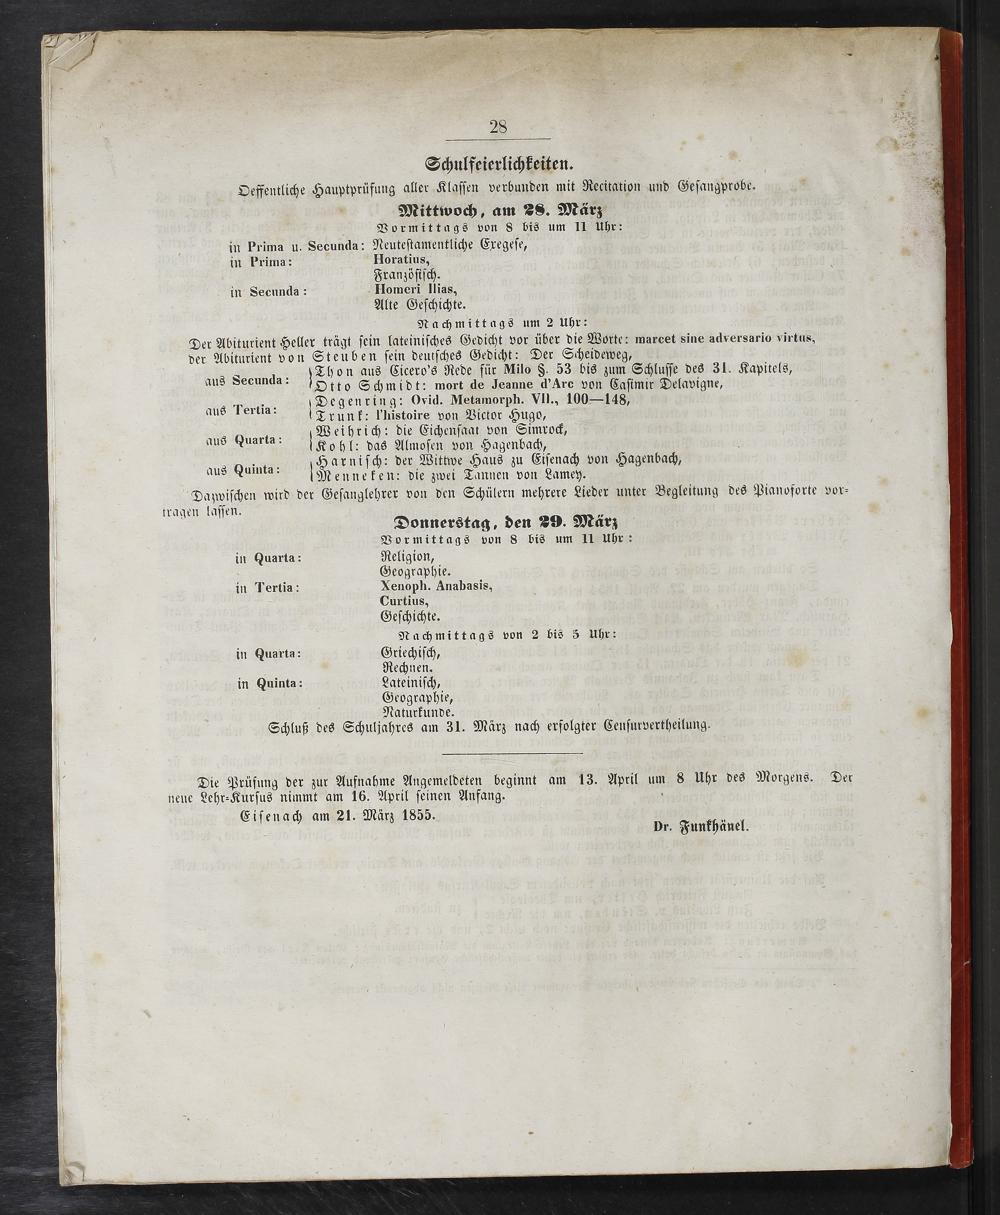 28
Schulfeierlichkeiten.
Oeffentliche Hauptprüfung aller Klassen verbunden mit Recitation und Gesangprobe.
Mittwoch, am 28. März
Vormittags von 8 bis um 11 Uhr:
in Prima u. Secunda: Neutestamentliche Exegese,
in Prima: Horatius,
Französisch.
in Secunda: Homeri Ilias,
Alte Geschichte.
Nachmittags um 2 Uhr:
Der Abiturient Heller trägt sein lateinisches Gedicht vor über die Worte: marcet sine adversario virtus,
der Abiturient von Steuben sein deutsches Gedicht: Der Scheideweg,
aus Secunda: Thon aus Cicero's Rede für Milo §. 53 bis zum Schlusse des 31. Kapitels,
Otto Schmidt: mort de Jeanne d'Arc von Casimir Delavigne,
aus Tertia: Degenring: Ovid. Metamorph. VII., 100—148,
Trunk: l'histoire von Victor Hugo,
aus Quarta: Weihrich: die Eichensaat von Simrock,
Kohl: das Almosen von Hagenbach,
aus Quinta: Harnisch: der Wittwe Haus zu Eisenach von Hagenbach,
Menneken: die zwei Tannen von Lamey.
Dazwischen wird der Gesanglehrer von den Schülern mehrere Lieder unter Begleitung des Pianoforte vor-
tragen lassen.
Donnerstag, den 29. März
Vormittags von 8 bis um 11 Uhr:
in Quarta: Religion,
Geographie.
in Tertia: Xenoph. Anabasis,
Curtius,
Geschichte.
Nachmittags von 2 bis 5 Uhr:
in Quarta: Griechisch,
Rechnen.
in Quinta: Lateinisch,
Geographie,
Naturkunde.
Schluß des Schuljahres am 31. März nach erfolgter Censurvertheilung.
Die Prüfung der zur Aufnahme Angemeldeten beginnt am 13. April um 8 Uhr des Morgens. Der
neue Lehr-Kursus nimmt am 16. April seinen Anfang.
Eisenach am 21. März 1855.
Dr. Funkhänel.